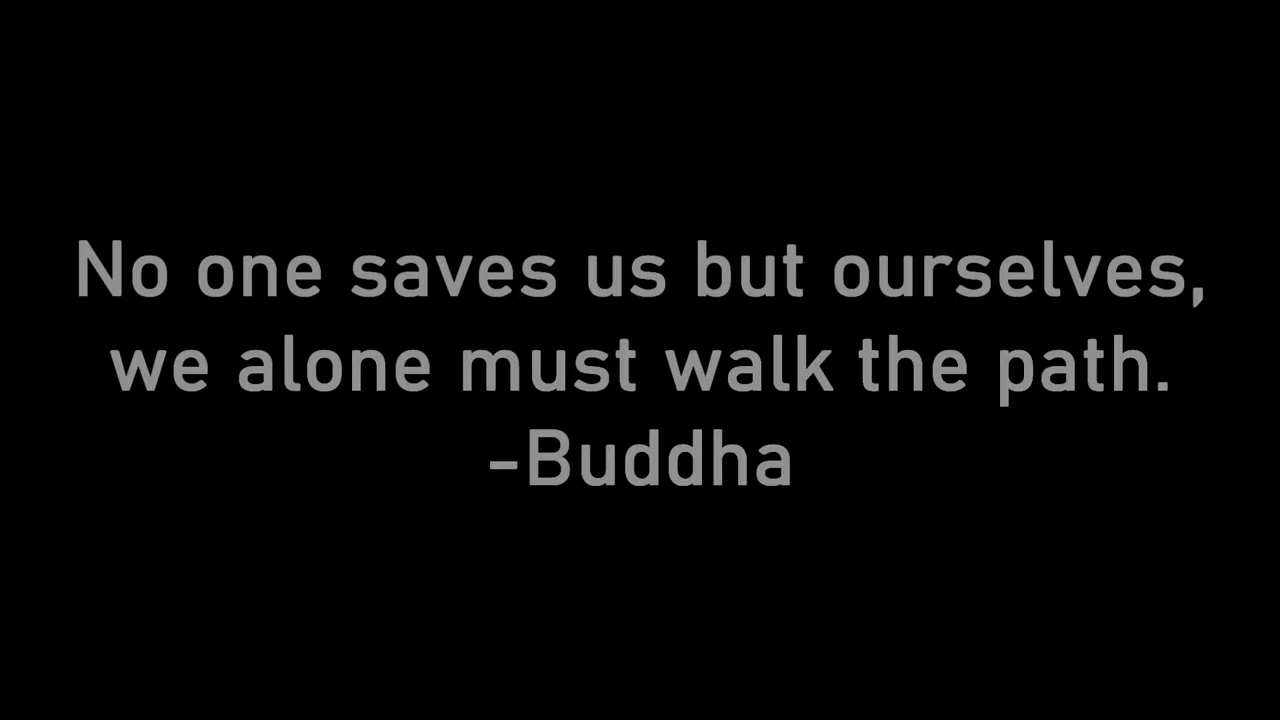 No one saves us but ourselves,
we alone must walk the path.
-Buddha